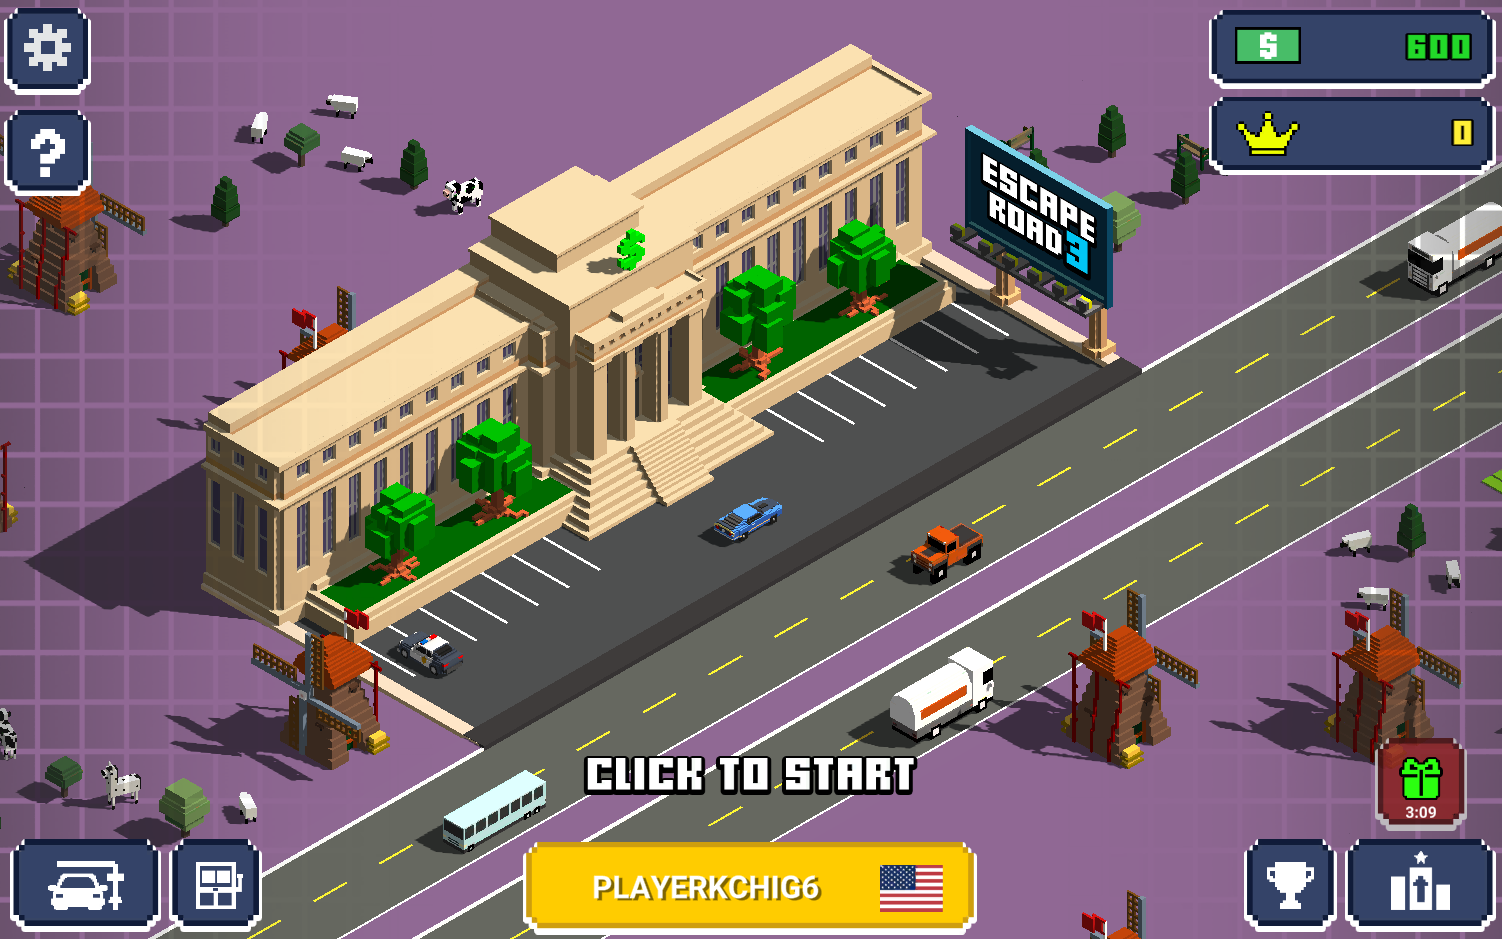 $ 600
0
ESCAPE
ROAD 3
$
CLICK TO START
3:09
PLAYERKCHIG6